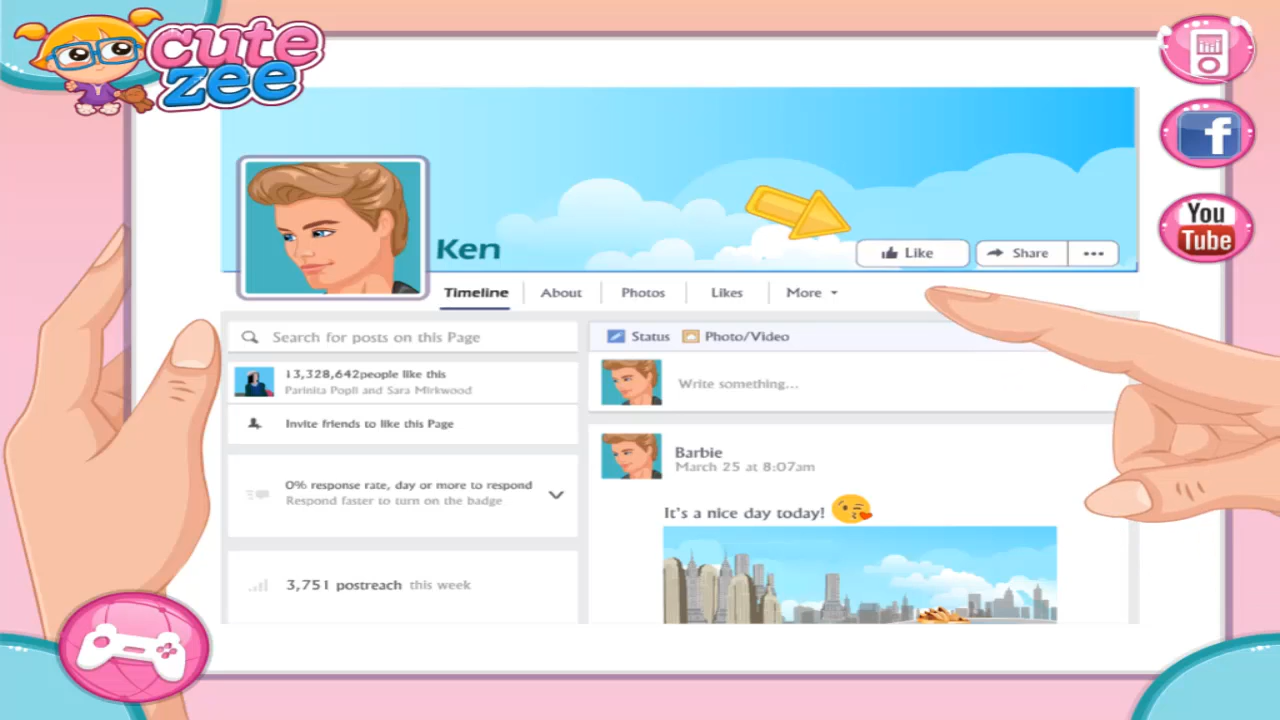 cute
zee
f
You
Tube
Ken
Like
Share
Timeline
About
Photos
Likes
More
Search for posts on this Page
Status
Photo/Video
13,328,642people like this
Parinita Popli and Sara Mirkwood
Write something...
Invite friends to like this Page
Barbie
March 25 at 8:07am
0% response rate, day or more to respond
Respond faster to turn on the badge
It's a nice day today!
3,751 postreach this week